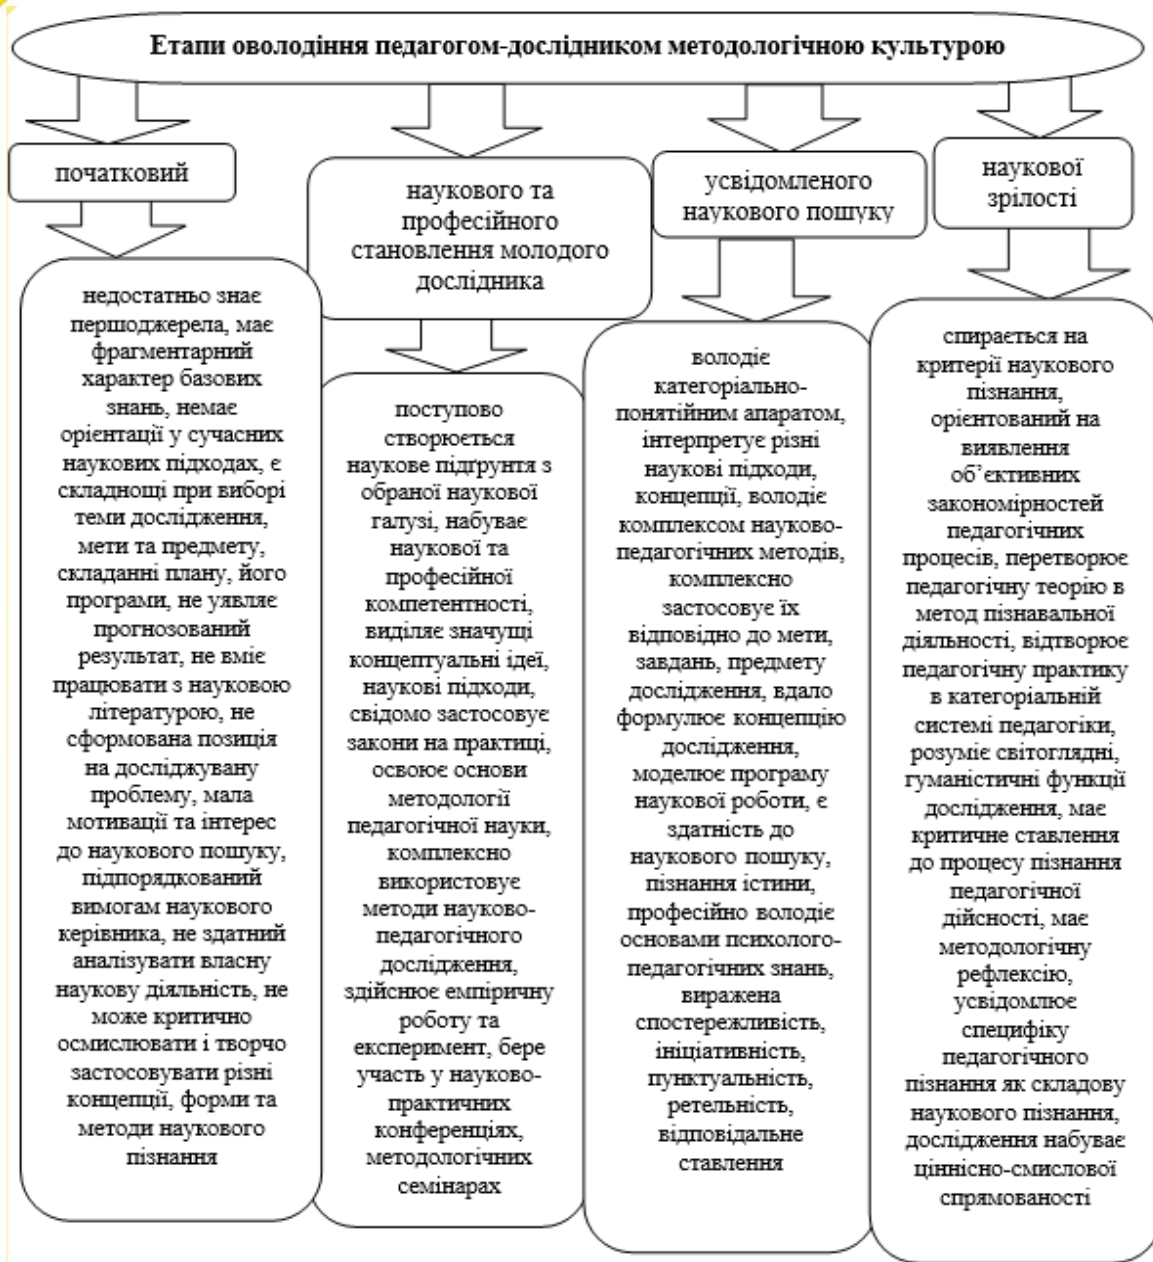 Етапи оволодіння педагогом-дослідником методологічною культурою
початковий
недостатньо знає
першоджерела, має
фрагментарний
характер базових
знань, немає
орієнтації у сучасних
наукових підходах, є
складнощі при виборі
теми дослідження,
мети та предмету,
складанні плану, його
програми, не уявляє
прогнозований
результат, не вміє
працювати з науковою
літературою, не
сформована позиція
на досліджувану
проблему, мала
мотивації та інтерес
до наукового пошуку,
підпорядкований
вимогам наукового
керівника, не здатний
аналізувати власну
наукову діяльність, не
може критично
осмислювати і творчо
застосовувати різні
концепції, форми та
методи наукового
пізнання
наукового та
професійного
становлення молодого
дослідника
поступово
створюється
наукове підґрунтя з
обраної наукової
галузі, набуває
наукової та
професійної
компетентності,
виділяє значущі
концептуальні ідеї,
наукові підходи,
свідомо застосовує
закони на практиці,
освоює основи
методології
педагогічної науки,
комплексно
використовує
методи науково-
педагогічного
дослідження,
здійснює емпіричну
роботу та
експеримент, бере
участь у науково-
практичних
конференціях,
методологічних
семінарах
усвідомленого
наукового пошуку
володіє
категоріально-
понятійним апаратом,
інтерпретує різні
наукові підходи,
концепції, володіє
комплексом науково-
педагогічних методів,
комплексно
застосовує їх
відповідно до мети,
завдань, предмету
дослідження, вдало
формулює концепцію
дослідження,
моделює програму
наукової роботи, є
здатність до
наукового пошуку,
пізнання істини,
професійно володіє
основами психолого-
педагогічних знань,
виражена
спостережливість,
ініціативність,
пунктуальність,
ретельність,
відповідальне
ставлення
наукової
зрілості
спирається на
критерії наукового
пізнання,
орієнтований на
виявлення
об’єктивних
закономірностей
педагогічних
процесів, перетворює
педагогічну теорію в
метод пізнавальної
діяльності, відтворює
педагогічну практику
в категоріальній
системі педагогіки,
розуміє світоглядні,
гуманістичні функції
дослідження, має
критичне ставлення
до процесу пізнання
педагогічної
дійсності, має
методологічну
рефлексію,
усвідомлює
специфіку
педагогічного
пізнання як складову
наукового пізнання,
дослідження набуває
ціннісно-смислової
спрямованості